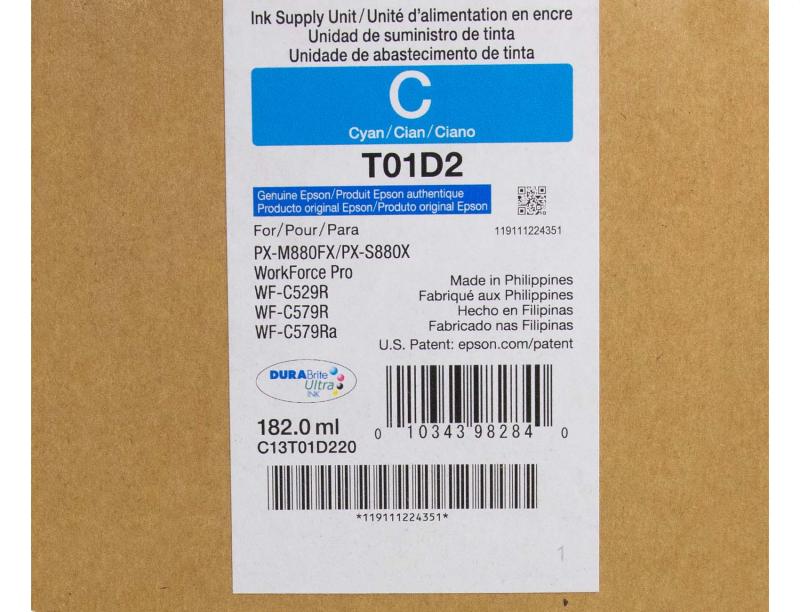 Ink Supply Unit/Unité d'alimentation en encre
Unidad de suministro de tinta
Unidade de abastecimento de tinta
C
Cyan/Cian/Ciano
T01D2
Genuine Epson/Produit Epson authentique
Producto original Epson/Produto original Epson
For/Pour/Para
119111224351
PX-M880FX/PX-S880X
WorkForce Pro
WF-C529R
WF-C579R
WF-C579Ra
Made in Philippines
Fabriqué aux Philippines
Hecho en Filipinas
Fabricado nas Filipinas
U.S. Patent: epson.com/patent
DURABrite
Ultra
INK
182.0 ml
C13T01D220
0 10343 98284 0
*119111224351*
1